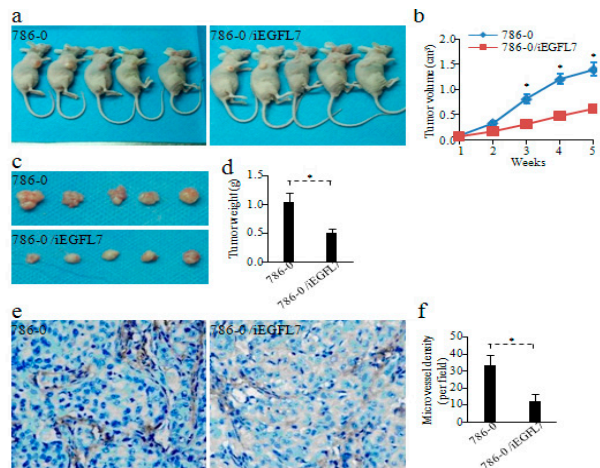 a
786-0
786-0/iEGFL7
b
786-0
786-0/iEGFL7
Tumor volume (cm³)
2.0
1.5
1.0
0.5
0.0
1 2 3 4 5
Weeks
* * *
c
786-0
786-0/iEGFL7
d
Tumor weight (g)
1.5
1.0
0.5
0.0
*
786-0
786-0/iEGFL7
e
786-0
786-0/iEGFL7
f
Microvessel density
(per field)
50
40
30
20
10
0
*
786-0
786-0/iEGFL7